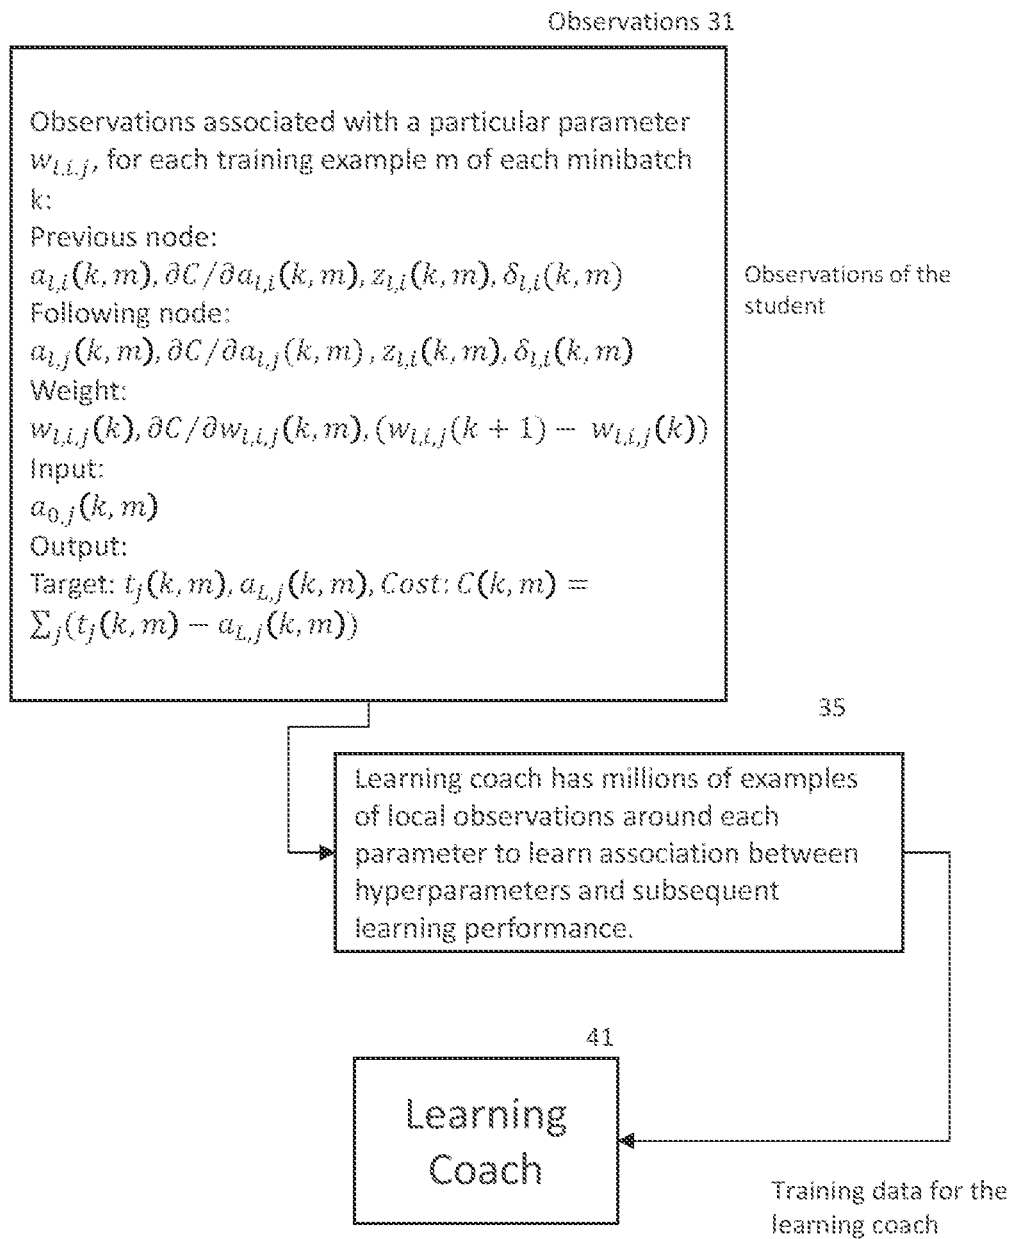 Observations 31
Observations associated with a particular parameter
w_{l,i,j}, for each training example m of each minibatch
k:
Previous node:
a_{l,i}(k, m), ∂C/∂a_{l,i}(k, m), z_{l,i}(k, m), δ_{l,i}(k, m)
Following node:
a_{l,j}(k, m), ∂C/∂a_{l,j}(k, m) , z_{l,i}(k, m), δ_{l,i}(k, m)
Weight:
w_{l,i,j}(k), ∂C/∂w_{l,i,j}(k, m), (w_{l,i,j}(k + 1) − w_{l,i,j}(k))
Input:
a_{0,j}(k, m)
Output:
Target: t_j(k, m), a_{L,j}(k, m), Cost: C(k, m) =
∑_j(t_j(k, m) − a_{L,j}(k, m))
Observations of the
student
35
Learning coach has millions of examples
of local observations around each
parameter to learn association between
hyperparameters and subsequent
learning performance.
41
Learning
Coach
Training data for the
learning coach